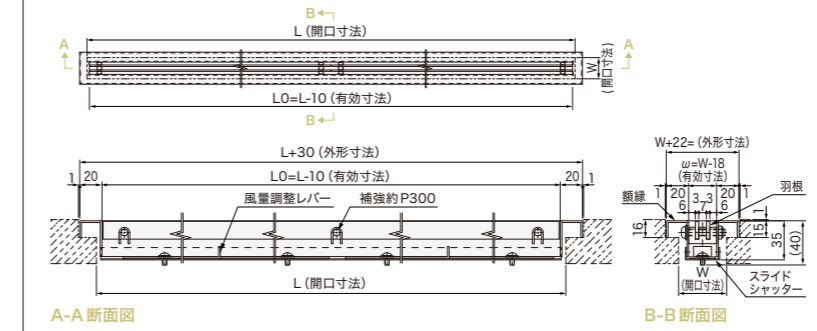 B
L（開口寸法）
A
A
W
（開口寸法）
L0=L-10（有効寸法）
B
L+30（外形寸法）
1 20 L0=L-10（有効寸法） 20 1
風量調整レバー
補強約P300
L（開口寸法）
A-A断面図
W+22=（外形寸法）
ω=W-18
（有効寸法）
1 20 20 1
6 3 3 6
7
額縁
羽根
16
1
15
35
（40）
W
（開口寸法）
スライド
シャッター
B-B断面図